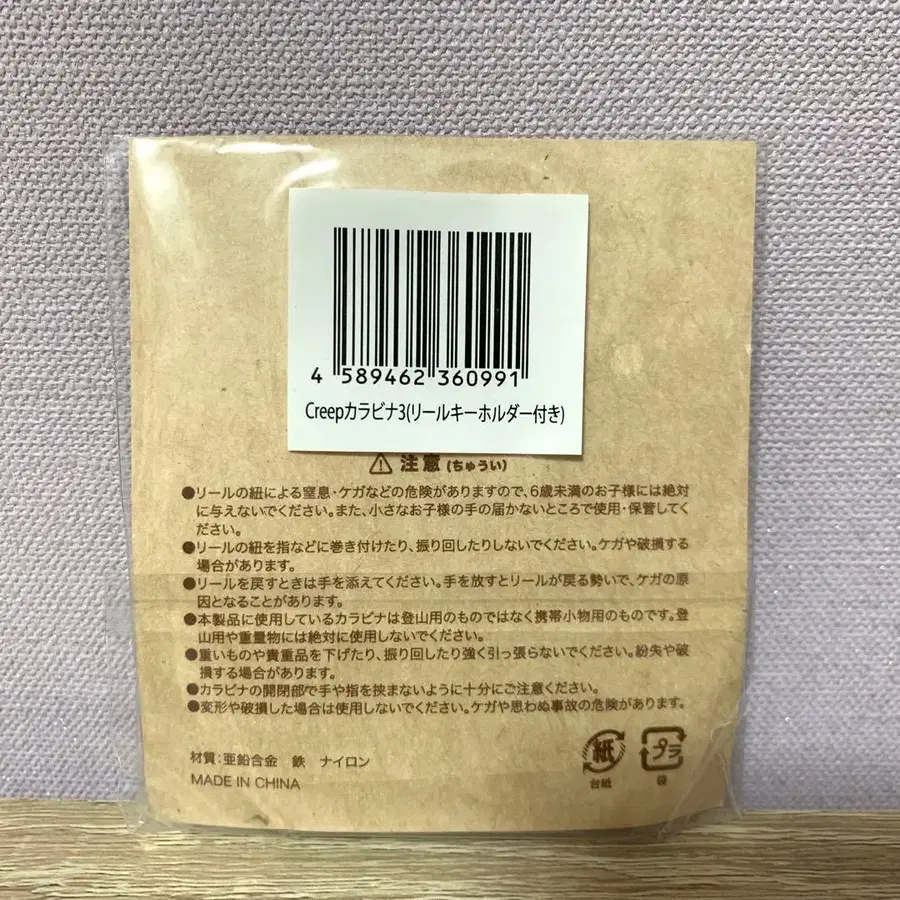 4 589462 360991
Creepカラビナ3(リールキーホルダー付き)
⚠ 注意 (ちゅうい)
●リールの紐による窒息・ケガなどの危険がありますので、6歳未満のお子様には絶対
に与えないでください。また、小さなお子様の手の届かないところで使用・保管してく
ださい。
●リールの紐を指などに巻き付けたり、振り回したりしないでください。ケガや破損する
場合があります。
●リールを戻すときは手を添えてください。手を放すとリールが戻る勢いで、ケガの原
因となることがあります。
●本製品に使用しているカラビナは登山用のものではなく携帯小物用のものです。登
山用や重量物には絶対に使用しないでください。
●重いものや貴重品を下げたり、振り回したり強く引っ張らないでください。紛失や破
損する場合があります。
●カラビナの開閉部で手や指を挟まないように十分にご注意ください。
●変形や破損した場合は使用しないでください。ケガや思わぬ事故の危険があります。
紙 プラ
台紙 袋
材質:亜鉛合金 鉄 ナイロン
MADE IN CHINA